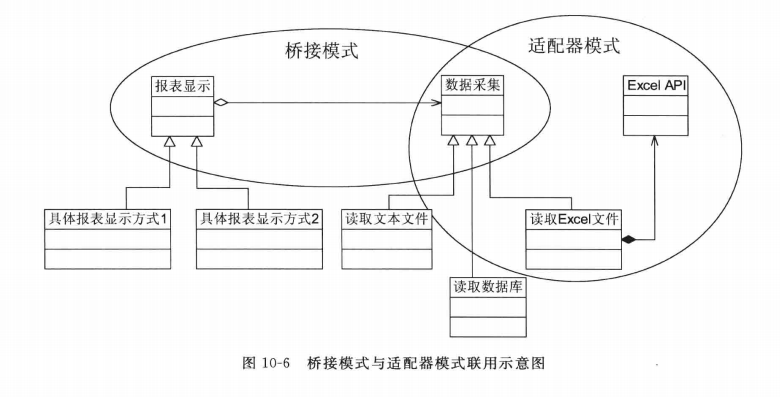 桥接模式
适配器模式
报表显示
数据采集
Excel API
具体报表显示方式1
具体报表显示方式2
读取文本文件
读取Excel文件
读取数据库
图 10-6 桥接模式与适配器模式联用示意图